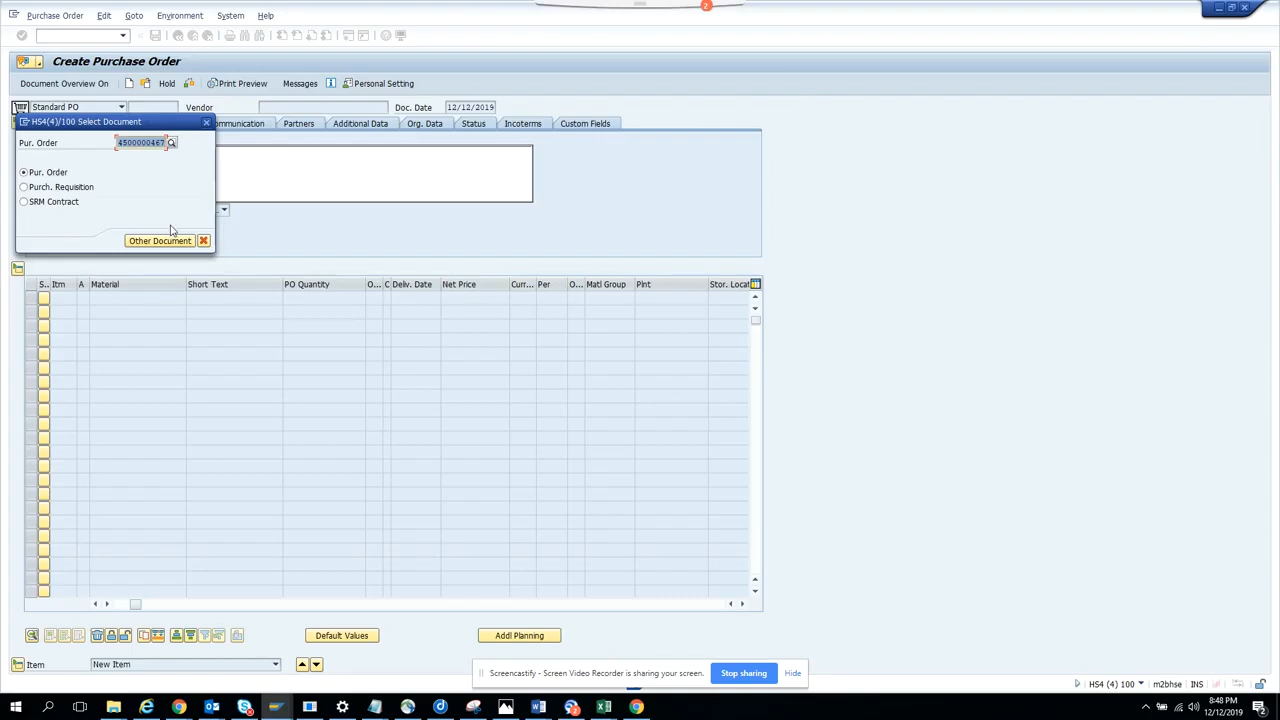 2
Purchase Order Edit Goto Environment System Help
Create Purchase Order
Document Overview On Hold Print Preview Messages Personal Setting
Standard PO Vendor Doc. Date 12/12/2019
HS4(4)/100 Select Document
Pur. Order 4500000467
Pur. Order
Purch. Requisition
SRM Contract
Other Document
ommunication Partners Additional Data Org. Data Status Incoterms Custom Fields
S.. Itm A Material Short Text PO Quantity O... C Deliv. Date Net Price Curr... Per O... Matl Group Plnt Stor. Locat
Default Values Addl Planning
Item New Item
Screencastify - Screen Video Recorder is sharing your screen. Stop sharing Hide
HS4 (4) 100 m2bhse INS
8:48 PM
12/12/2019
2